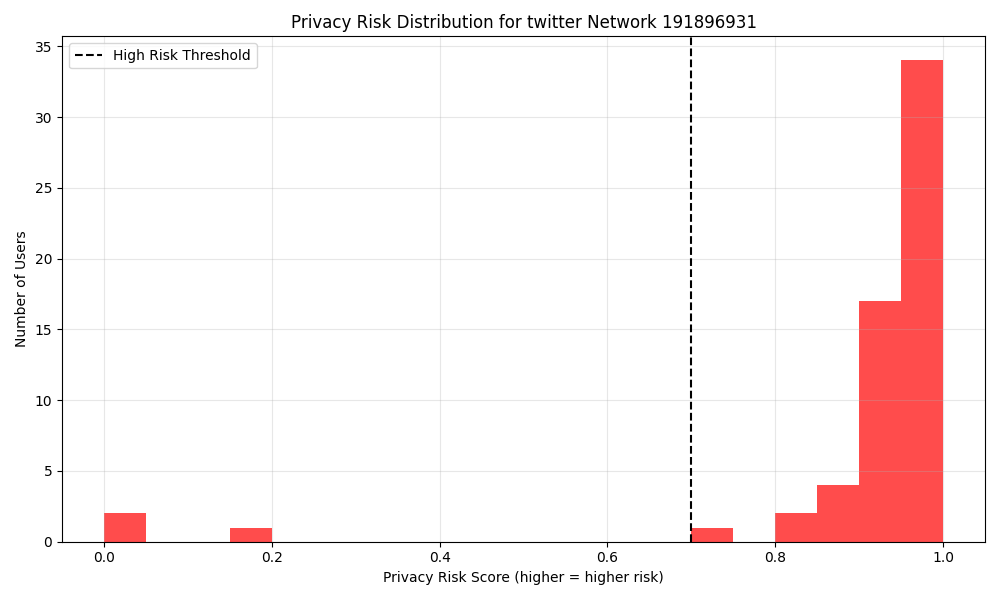 Privacy Risk Distribution for twitter Network 191896931
High Risk Threshold
35
30
25
20
15
10
5
0
Number of Users
0.0 0.2 0.4 0.6 0.8 1.0
Privacy Risk Score (higher = higher risk)